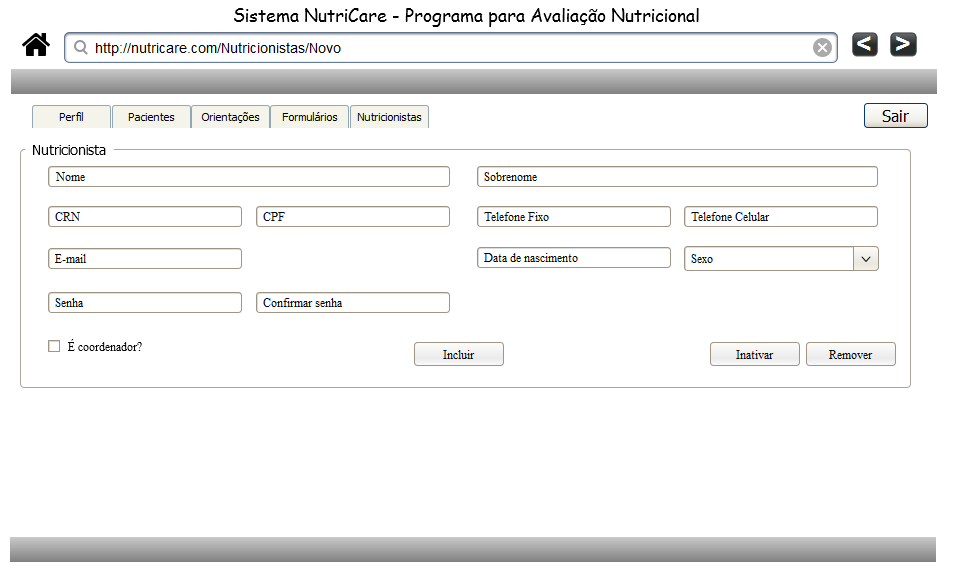 Sistema NutriCare - Programa para Avaliação Nutricional
http://nutricare.com/Nutricionistas/Novo
< >
Perfil Pacientes Orientações Formulários Nutricionistas Sair
Nutricionista
Nome Sobrenome
CRN CPF Telefone Fixo Telefone Celular
E-mail Data de nascimento Sexo
Senha Confirmar senha
É coordenador? Incluir Inativar Remover